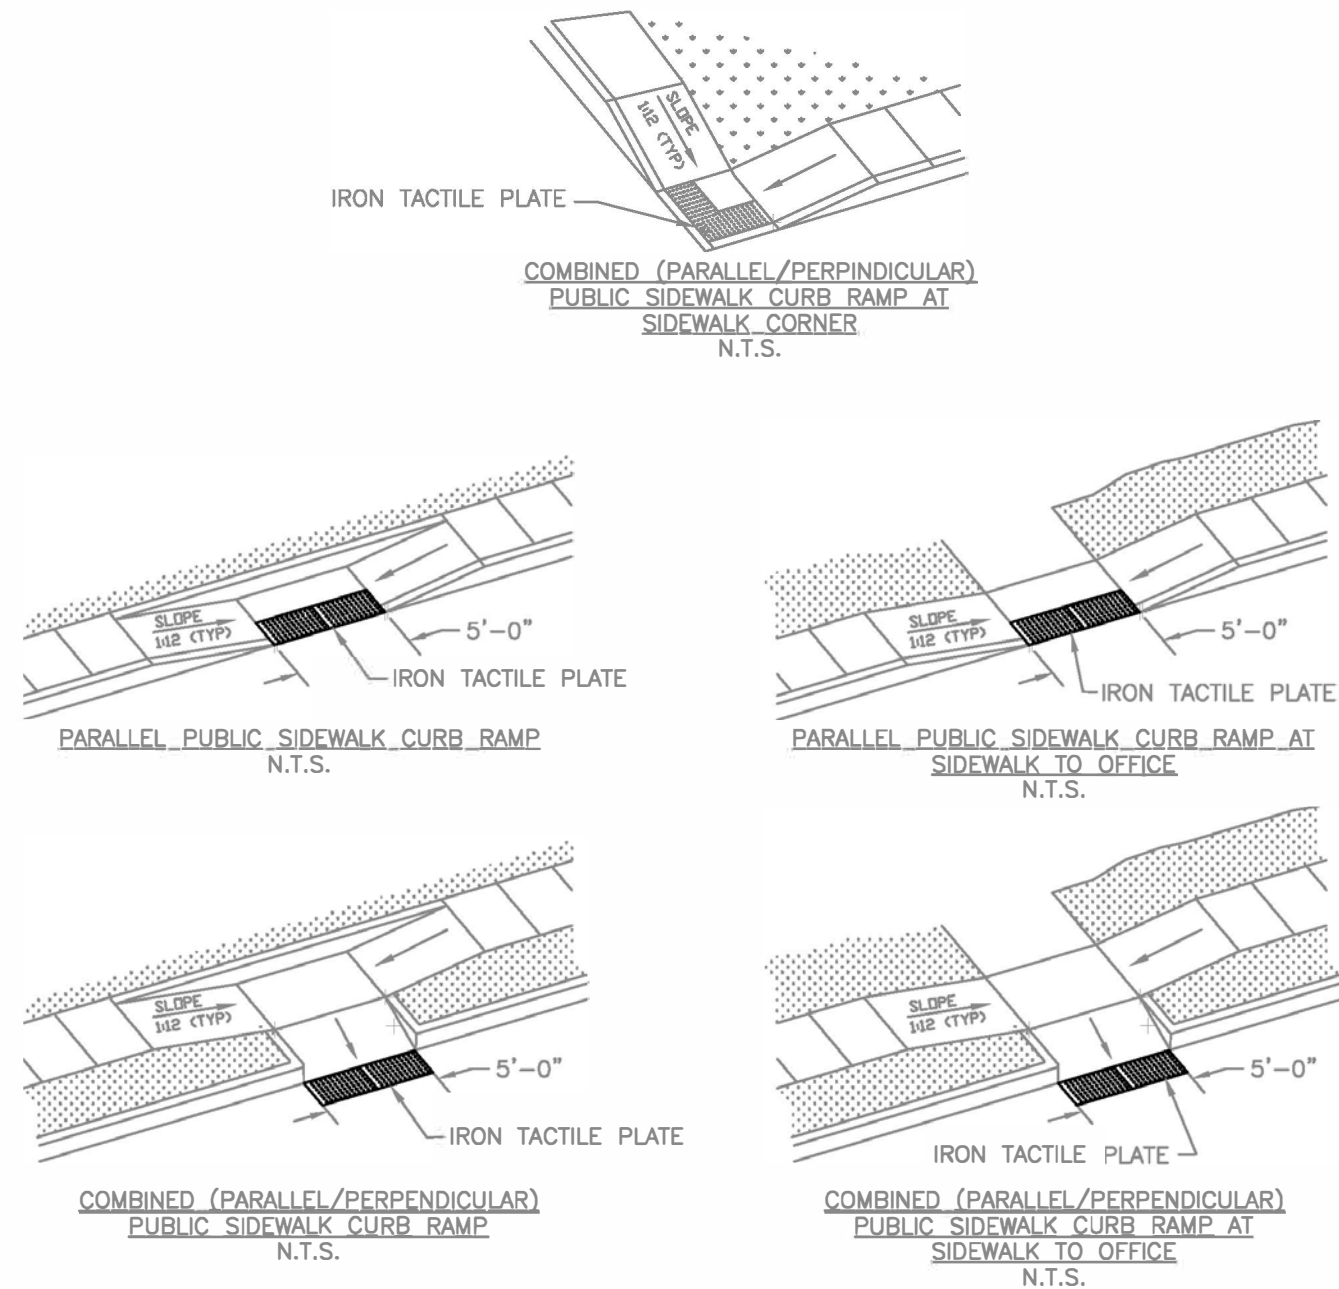 SLOPE
1:12 (TYP)
IRON TACTILE PLATE
COMBINED (PARALLEL/PERPINDICULAR)
PUBLIC SIDEWALK CURB RAMP AT
SIDEWALK CORNER
N.T.S.
SLOPE
1:12 (TYP)
5'-0"
IRON TACTILE PLATE
PARALLEL PUBLIC SIDEWALK CURB RAMP
N.T.S.
SLOPE
1:12 (TYP)
5'-0"
IRON TACTILE PLATE
PARALLEL PUBLIC SIDEWALK CURB RAMP AT
SIDEWALK TO OFFICE
N.T.S.
SLOPE
1:12 (TYP)
5'-0"
IRON TACTILE PLATE
COMBINED (PARALLEL/PERPENDICULAR)
PUBLIC SIDEWALK CURB RAMP
N.T.S.
SLOPE
1:12 (TYP)
5'-0"
IRON TACTILE PLATE
COMBINED (PARALLEL/PERPENDICULAR)
PUBLIC SIDEWALK CURB RAMP AT
SIDEWALK TO OFFICE
N.T.S.